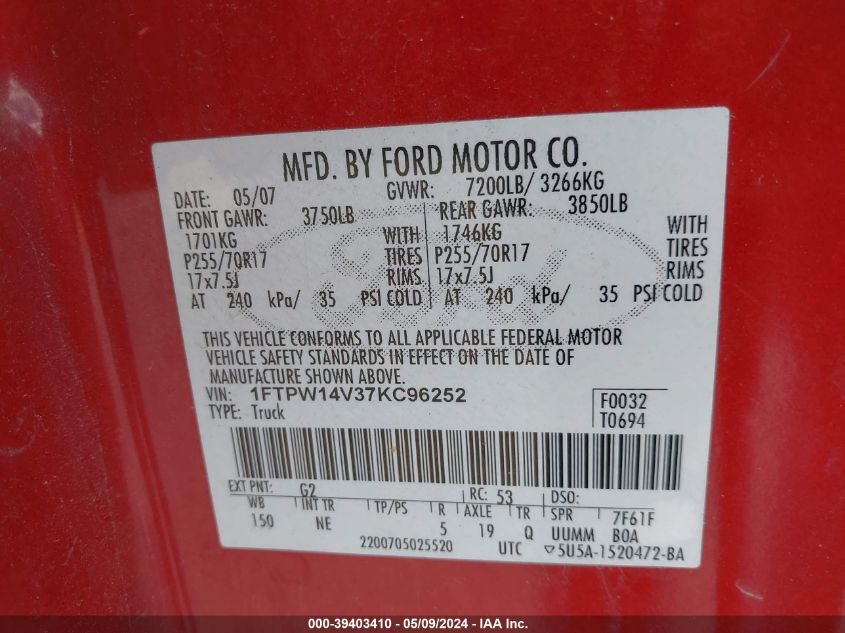 MFD. BY FORD MOTOR CO.
DATE: 05/07 GVWR: 7200LB/ 3266KG
FRONT GAWR: 3750LB REAR GAWR: 3850LB
1701KG WITH 1746KG WITH
P255/70R17 TIRES P255/70R17 TIRES
17x7.5J RIMS 17x7.5J RIMS
AT 240 kPa/ 35 PSI COLD AT 240 kPa/ 35 PSI COLD
Ford
THIS VEHICLE CONFORMS TO ALL APPLICABLE FEDERAL MOTOR
VEHICLE SAFETY STANDARDS IN EFFECT ON THE DATE OF
MANUFACTURE SHOWN ABOVE.
VIN: 1FTPW14V37KC96252 F0032
TYPE: Truck T0694
EXT PNT: G2 RC: 53 DSO:
WB INT TR TP/PS R AXLE TR SPR 7F61F
150 NE 5 19 Q UUMM BOA
2200705025520 UTC ▽5U5A-1520472-BA
000-39403410 - 05/09/2024 - IAA Inc.